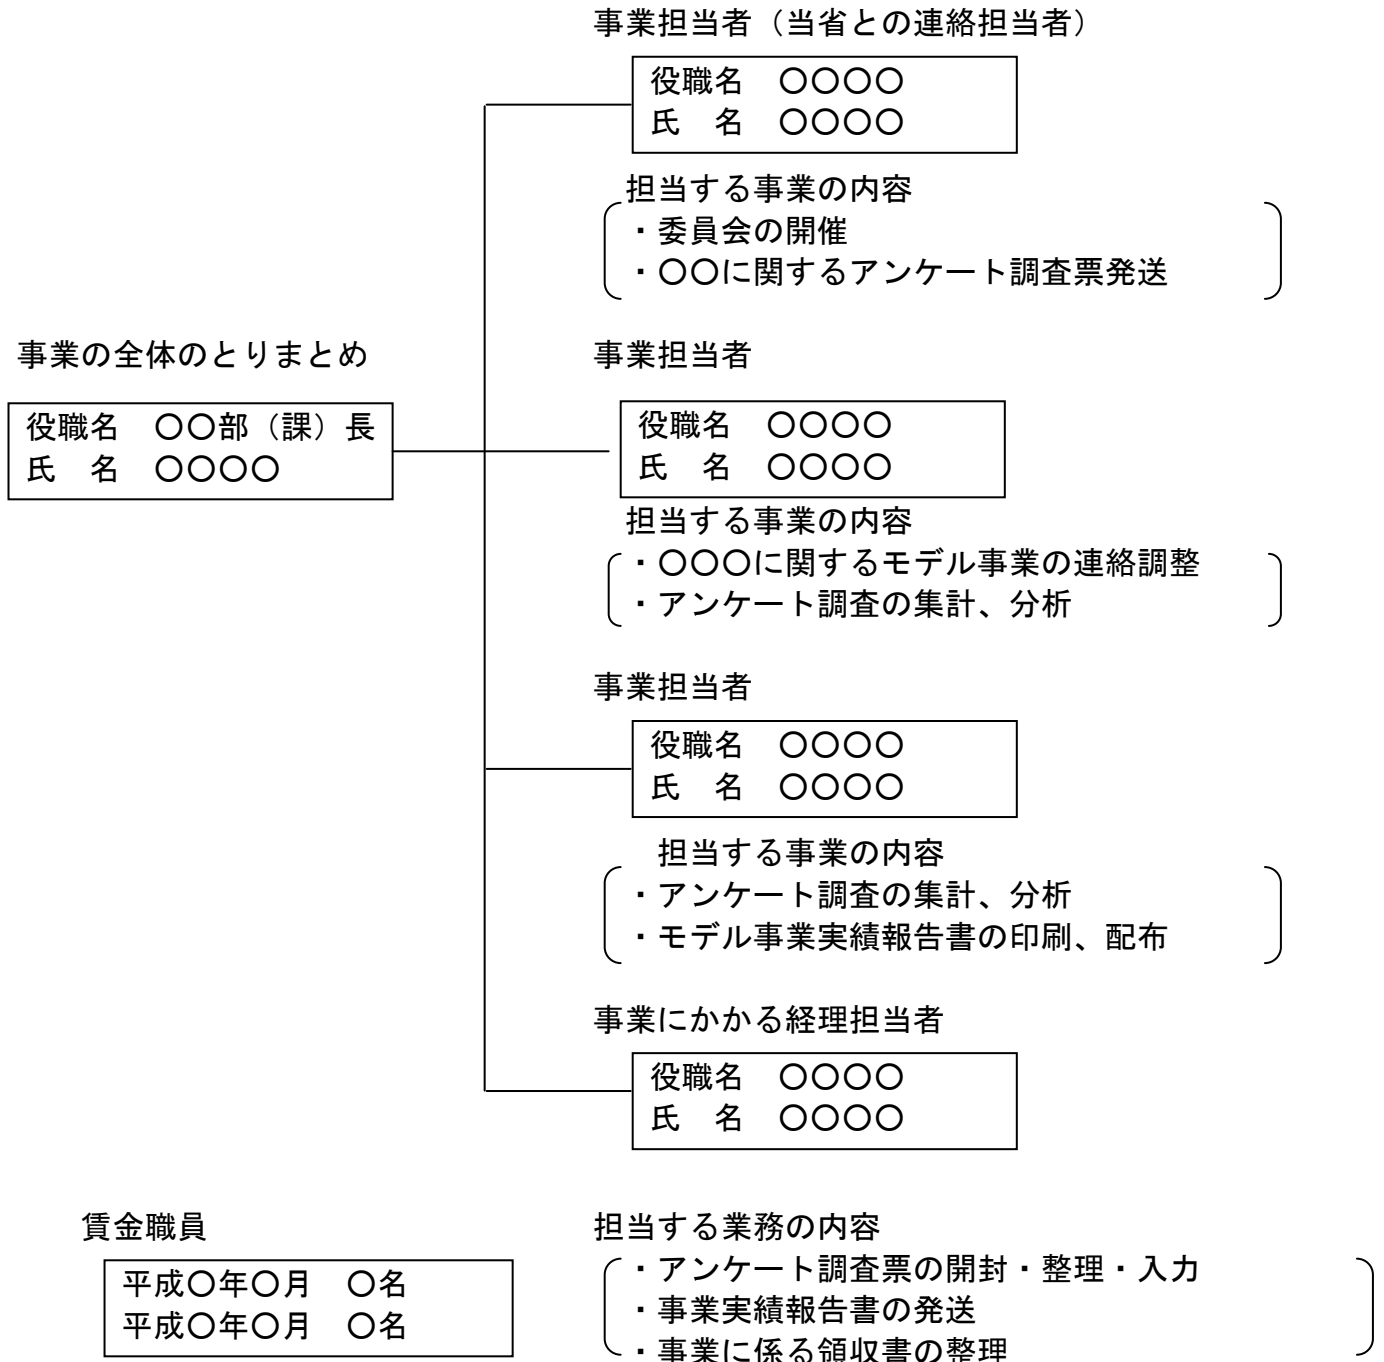 事業担当者（当省との連絡担当者）
役職名　〇〇〇〇
氏　名　〇〇〇〇
担当する事業の内容
・委員会の開催
・〇〇に関するアンケート調査票発送
事業の全体のとりまとめ
役職名　〇〇部（課）長
氏　名　〇〇〇〇
事業担当者
役職名　〇〇〇〇
氏　名　〇〇〇〇
担当する事業の内容
・〇〇〇に関するモデル事業の連絡調整
・アンケート調査の集計、分析
事業担当者
役職名　〇〇〇〇
氏　名　〇〇〇〇
担当する事業の内容
・アンケート調査の集計、分析
・モデル事業実績報告書の印刷、配布
事業にかかる経理担当者
役職名　〇〇〇〇
氏　名　〇〇〇〇
賃金職員
平成〇年〇月　〇名
平成〇年〇月　〇名
担当する業務の内容
・アンケート調査票の開封・整理・入力
・事業実績報告書の発送
・事業に係る領収書の整理